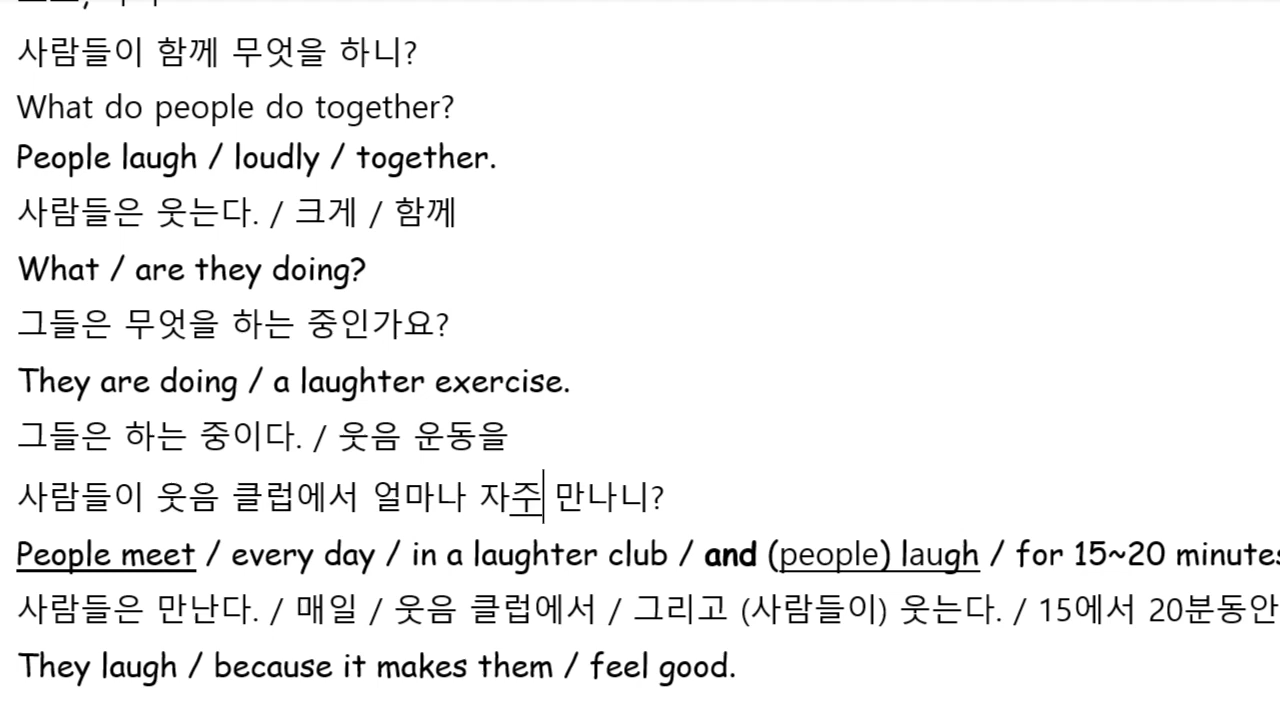 사람들이 함께 무엇을 하니?
What do people do together?
People laugh / loudly / together.
사람들은 웃는다. / 크게 / 함께
What / are they doing?
그들은 무엇을 하는 중인가요?
They are doing / a laughter exercise.
그들은 하는 중이다. / 웃음 운동을
사람들이 웃음 클럽에서 얼마나 자주 만나니?
People meet / every day / in a laughter club / and (people) laugh / for 15~20 minutes
사람들은 만난다. / 매일 / 웃음 클럽에서 / 그리고 (사람들이) 웃는다. / 15에서 20분동안
They laugh / because it makes them / feel good.